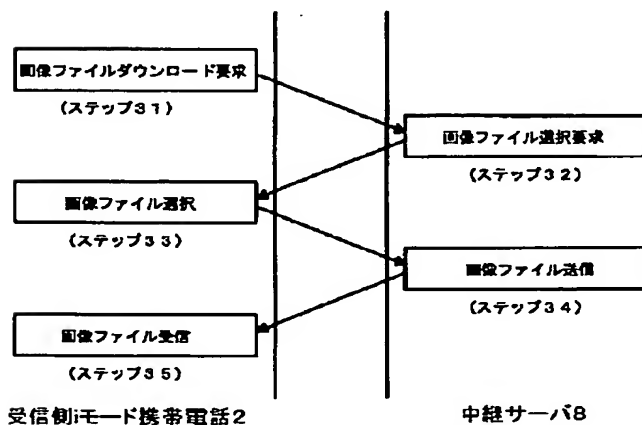 画像ファイルダウンロード要求
(ステップ31)
画像ファイル選択要求
(ステップ32)
画像ファイル選択
(ステップ33)
画像ファイル送信
(ステップ34)
画像ファイル受信
(ステップ35)
受信側iモード携帯電話2
中継サーバ8